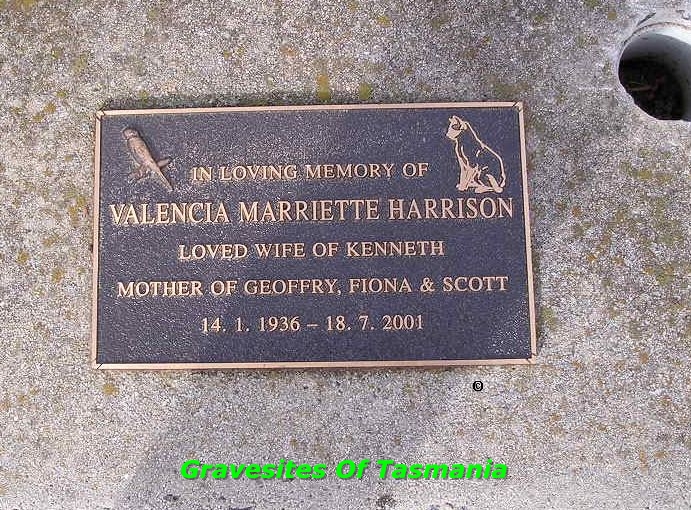 IN LOVING MEMORY OF
VALENCIA MARRIETTE HARRISON
LOVED WIFE OF KENNETH
MOTHER OF GEOFFRY, FIONA & SCOTT
14. 1. 1936 – 18. 7. 2001
©
Gravesites Of Tasmania